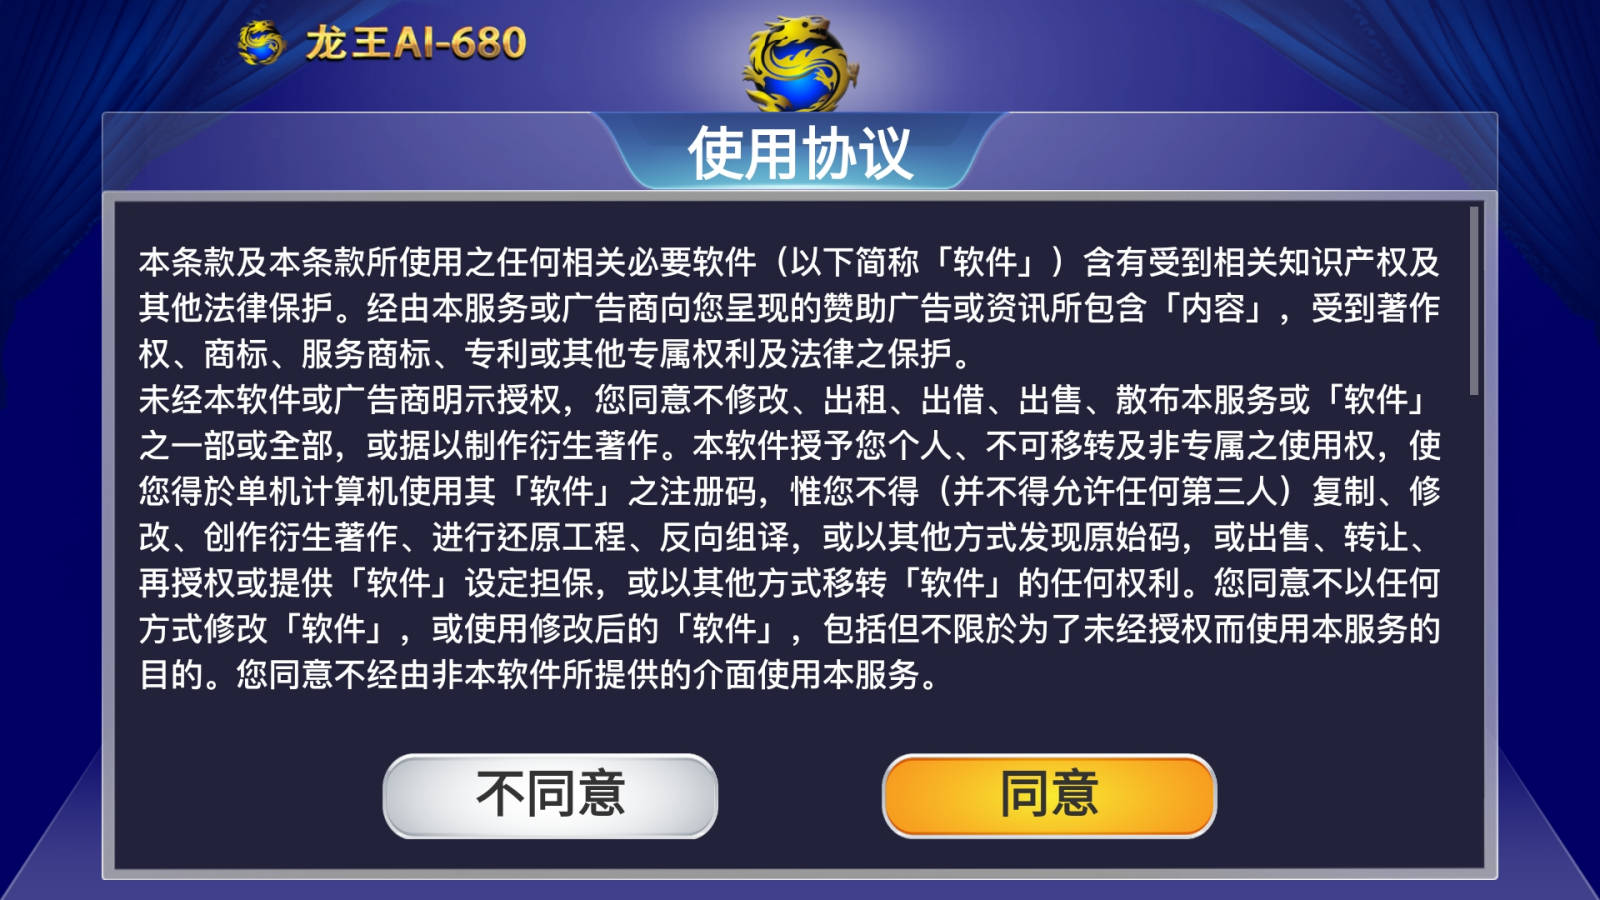 龙王AI-680
使用协议
本条款及本条款所使用之任何相关必要软件（以下简称「软件」）含有受到相关知识产权及
其他法律保护。经由本服务或广告商向您呈现的赞助广告或资讯所包含「内容」，受到著作
权、商标、服务商标、专利或其他专属权利及法律之保护。
未经本软件或广告商明示授权，您同意不修改、出租、出借、出售、散布本服务或「软件」
之一部或全部，或据以制作衍生著作。本软件授予您个人、不可移转及非专属之使用权，使
您得於单机计算机使用其「软件」之注册码，惟您不得（并不得允许任何第三人）复制、修
改、创作衍生著作、进行还原工程、反向组译，或以其他方式发现原始码，或出售、转让、
再授权或提供「软件」设定担保，或以其他方式移转「软件」的任何权利。您同意不以任何
方式修改「软件」，或使用修改后的「软件」，包括但不限於为了未经授权而使用本服务的
目的。您同意不经由非本软件所提供的介面使用本服务。
不同意
同意